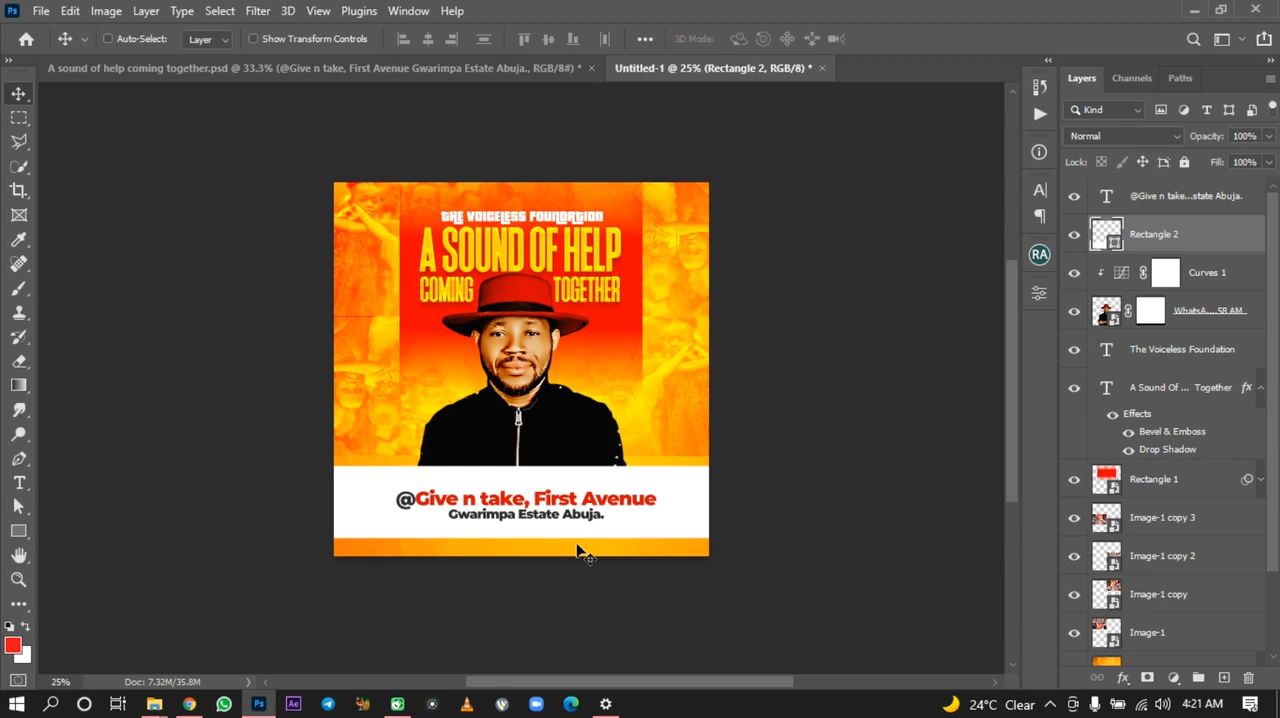 File Edit Image Layer Type Select Filter 3D View Plugins Window Help
Auto-Select: Layer Show Transform Controls 3D Mode:
A sound of help coming together.psd @ 33.3% (@Give n take, First Avenue Gwarimpa Estate Abuja., RGB/8#) *
Untitled-1 @ 25% (Rectangle 2, RGB/8) *
THE VOICELESS FOUNDATION
A SOUND OF HELP
COMING TOGETHER
@Give n take, First Avenue
Gwarimpa Estate Abuja.
Layers Channels Paths
Kind
Normal Opacity: 100%
Lock: Fill: 100%
@Give n take...state Abuja.
Rectangle 2
Curves 1
WhatsA....58 AM
The Voiceless Foundation
A Sound Of ... Together fx
Effects
Bevel & Emboss
Drop Shadow
Rectangle 1
Image-1 copy 3
Image-1 copy 2
Image-1 copy
Image-1
25% Doc: 7.32M/35.8M
24°C Clear 4:21 AM